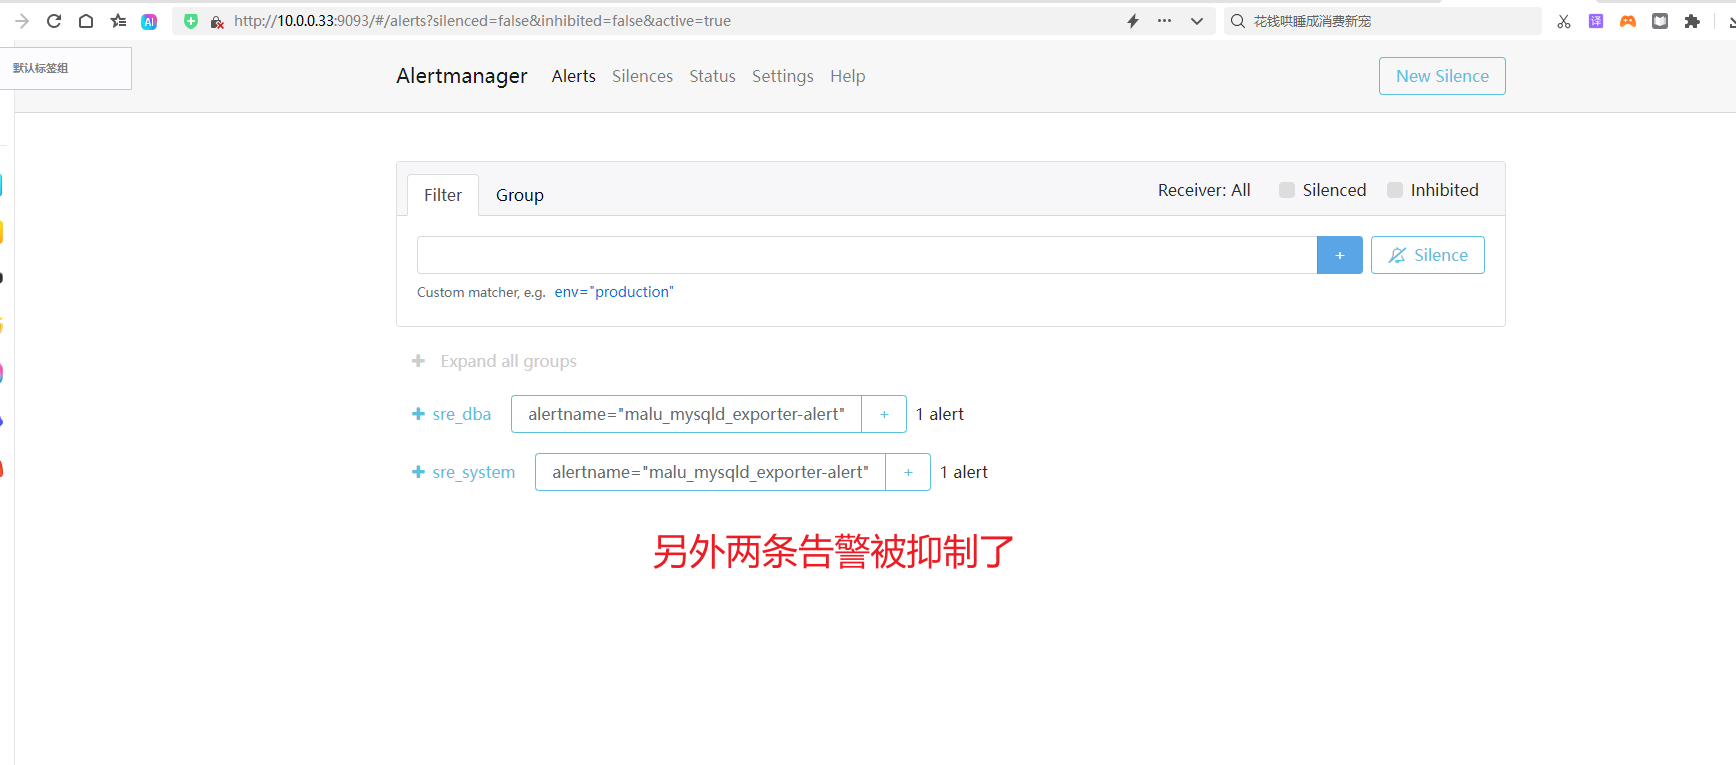 http://10.0.0.33:9093/#/alerts?silenced=false&inhibited=false&active=true
花钱哄睡成消费新宠
AI
译
默认标签组
Alertmanager Alerts Silences Status Settings Help New Silence
Filter Group Receiver: All Silenced Inhibited
+ Silence
Custom matcher, e.g. env="production"
+ Expand all groups
+ sre_dba alertname="malu_mysqld_exporter-alert" + 1 alert
+ sre_system alertname="malu_mysqld_exporter-alert" + 1 alert
另外两条告警被抑制了